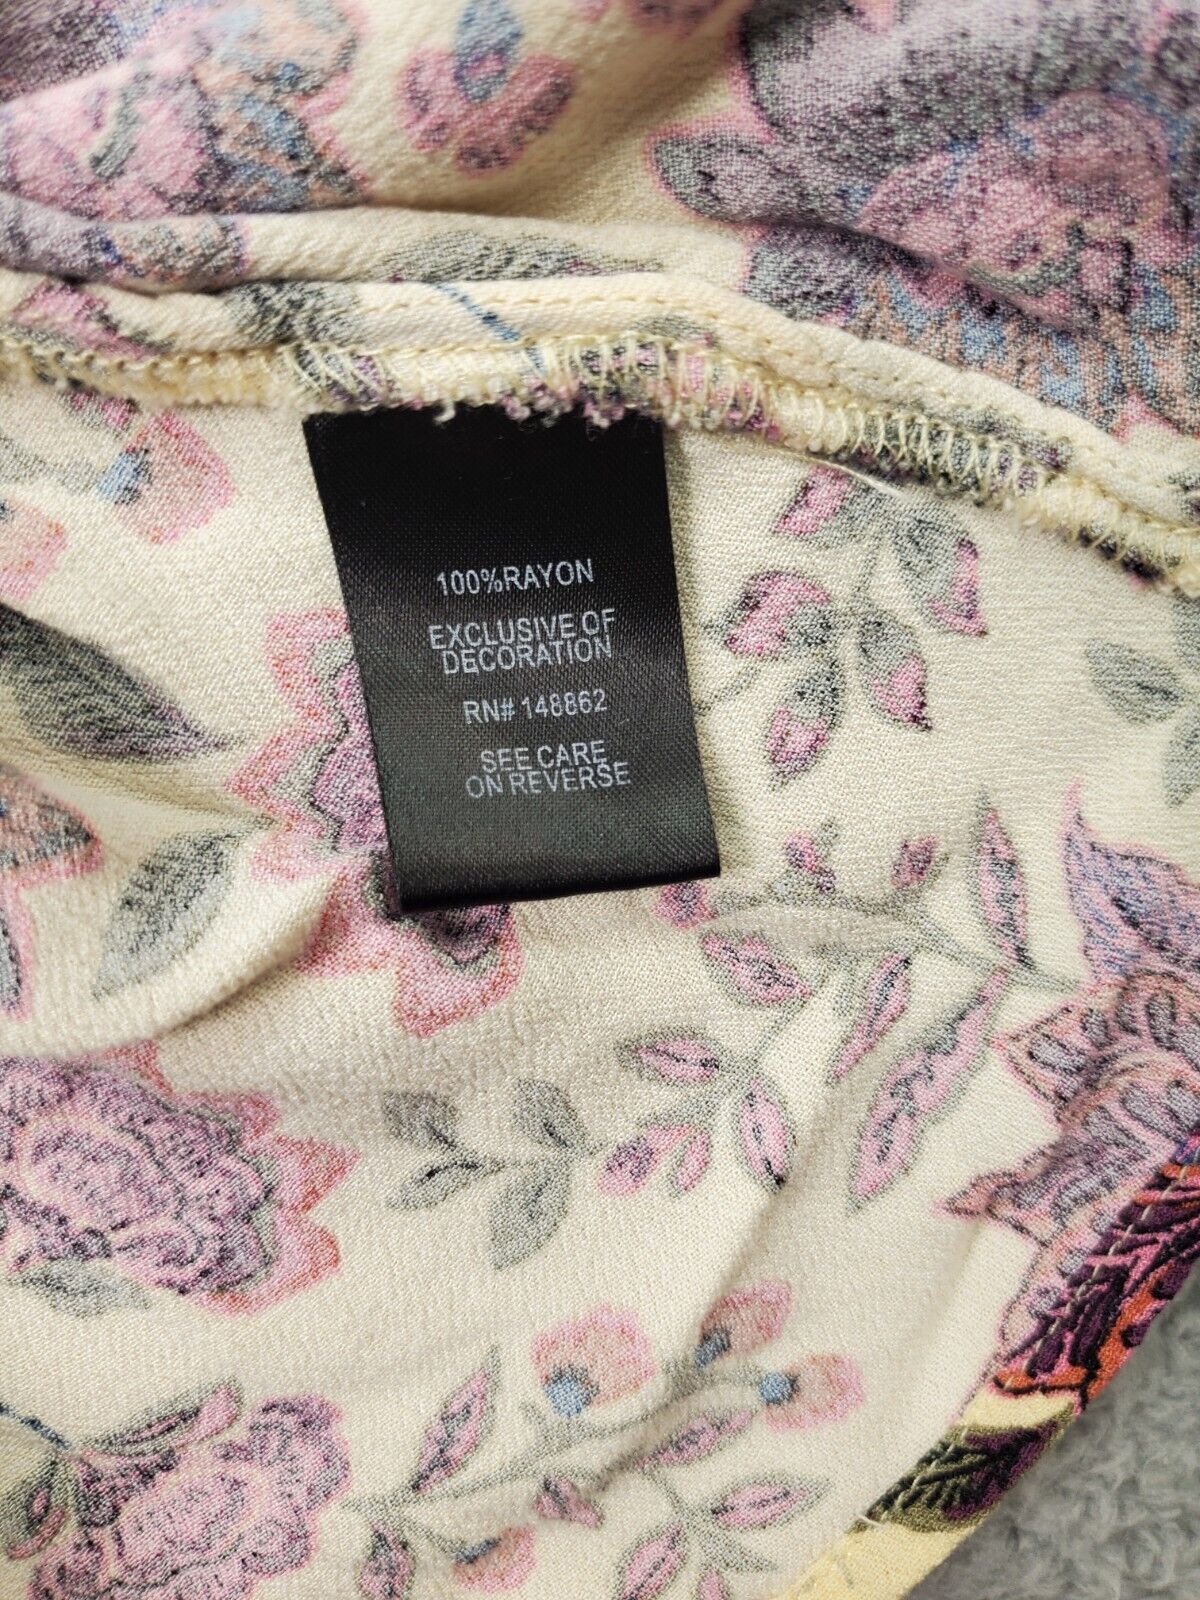 100%RAYON
EXCLUSIVE OF
DECORATION
RN# 148862
SEE CARE
ON REVERSE